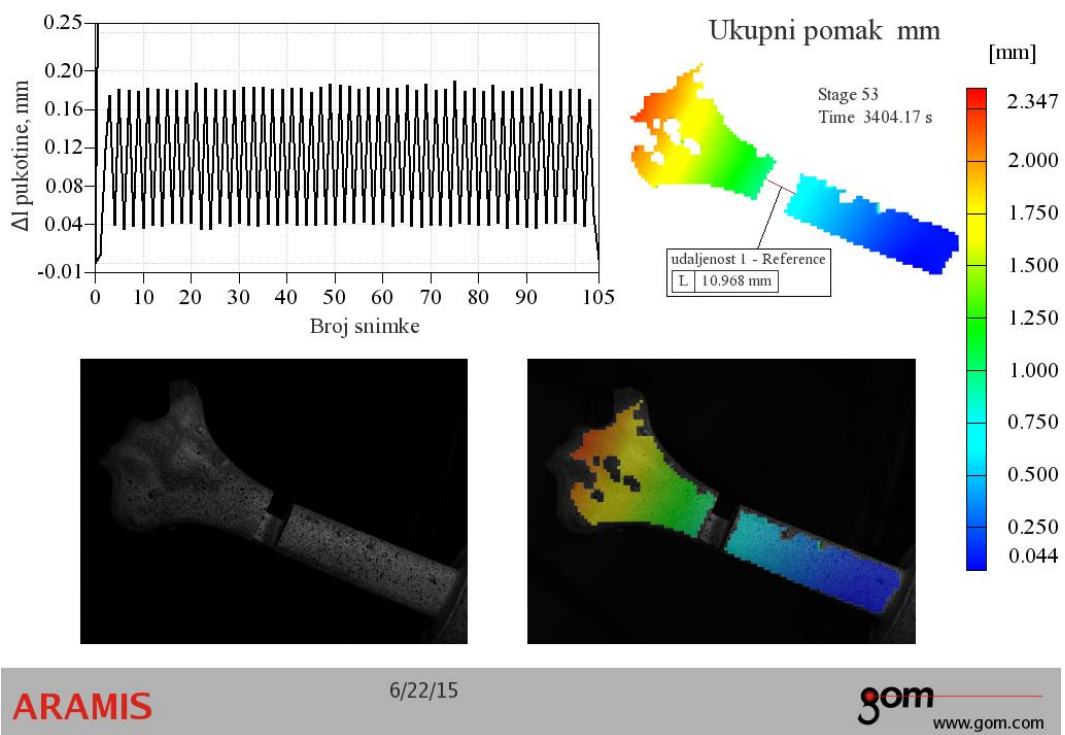 0.25
0.20
0.16
0.12
0.08
0.04
-0.01
Δl pukotine, mm
0 10 20 30 40 50 60 70 80 90 105
Broj snimke
Ukupni pomak mm
Stage 53
Time 3404.17 s
udaljenost 1 - Reference
L 10.968 mm
[mm]
2.347
2.000
1.750
1.500
1.250
1.000
0.750
0.500
0.250
0.044
ARAMIS
6/22/15
gom
www.gom.com